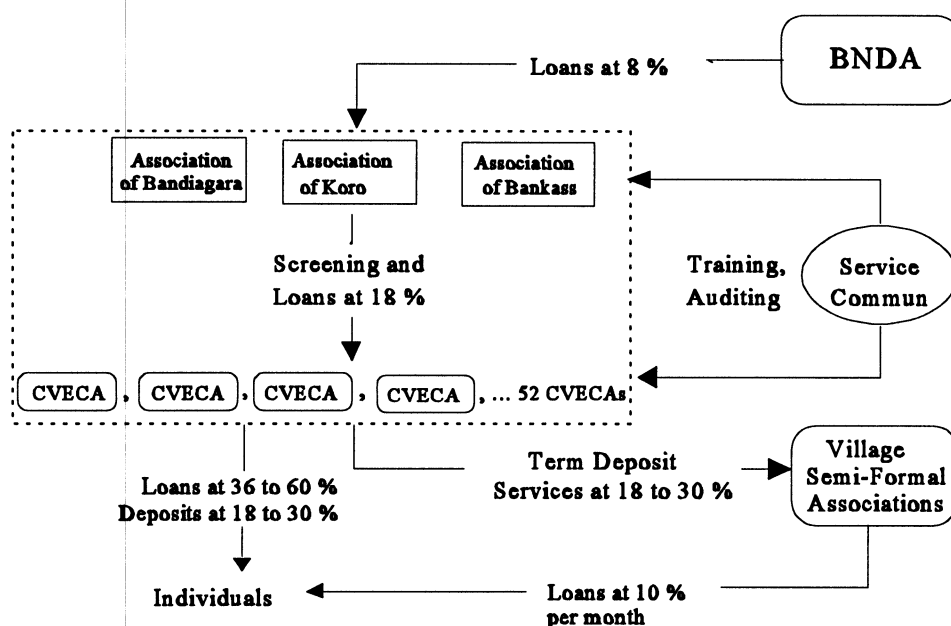 BNDA
Loans at 8 %
Association
of Bandiagara
Association
of Koro
Association
of Bankass
Screening and
Loans at 18 %
Training,
Auditing
Service
Commun
CVECA , CVECA , CVECA , CVECA , ... 52 CVECAs
Loans at 36 to 60 %
Deposits at 18 to 30 %
Term Deposit
Services at 18 to 30 %
Village
Semi-Formal
Associations
Individuals
Loans at 10 %
per month